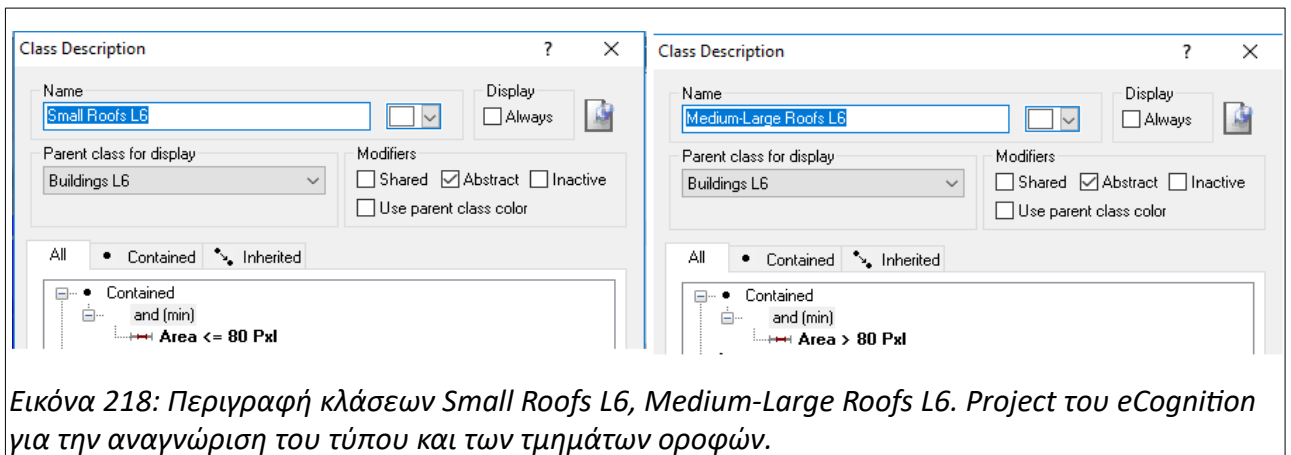 Class Description ? ×
Name Display
Small Roofs L6 Always
Parent class for display Modifiers
Buildings L6 Shared Abstract Inactive
Use parent class color
All Contained Inherited
Contained
and (min)
Area <= 80 Pxl
Class Description ? ×
Name Display
Medium-Large Roofs L6 Always
Parent class for display Modifiers
Buildings L6 Shared Abstract Inactive
Use parent class color
All Contained Inherited
Contained
and (min)
Area > 80 Pxl
Εικόνα 218: Περιγραφή κλάσεων Small Roofs L6, Medium-Large Roofs L6. Project του eCognition
για την αναγνώριση του τύπου και των τμημάτων οροφών.